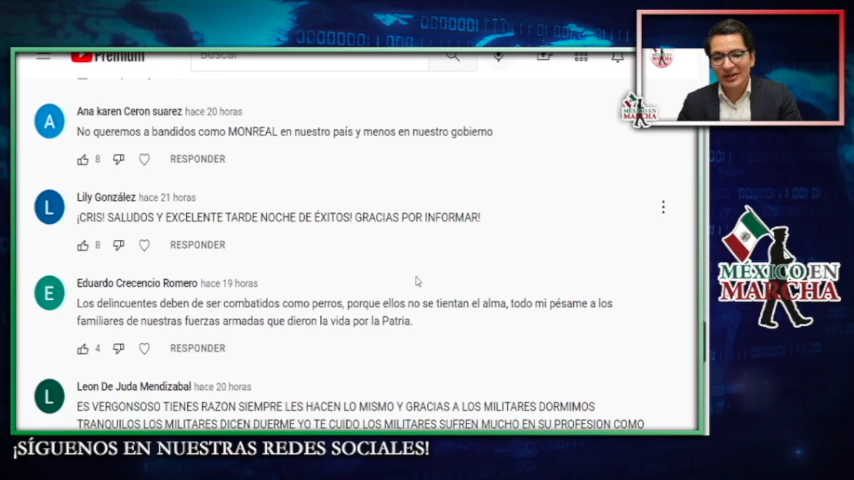 Premium
Buscar
Ana karen Ceron suarez hace 20 horas
No queremos a bandidos como MONREAL en nuestro país y menos en nuestro gobierno
8 RESPONDER
Lily González hace 21 horas
¡CRIS! SALUDOS Y EXCELENTE TARDE NOCHE DE ÉXITOS! GRACIAS POR INFORMAR!
8 RESPONDER
Eduardo Crecencio Romero hace 19 horas
Los delincuentes deben de ser combatidos como perros, porque ellos no se tientan el alma, todo mi pésame a los
familiares de nuestras fuerzas armadas que dieron la vida por la Patria.
4 RESPONDER
Leon De Juda Mendizabal hace 20 horas
ES VERGONSOSO TIENES RAZON SIEMPRE LES HACEN LO MISMO Y GRACIAS A LOS MILITARES DORMIMOS
TRANQUILOS LOS MILITARES DICEN DUERME YO TE CUIDO LOS MILITARES SUFREN MUCHO EN SU PROFESION COMO
A
L
E
L
MÉXICO EN
MARCHA
¡SÍGUENOS EN NUESTRAS REDES SOCIALES!